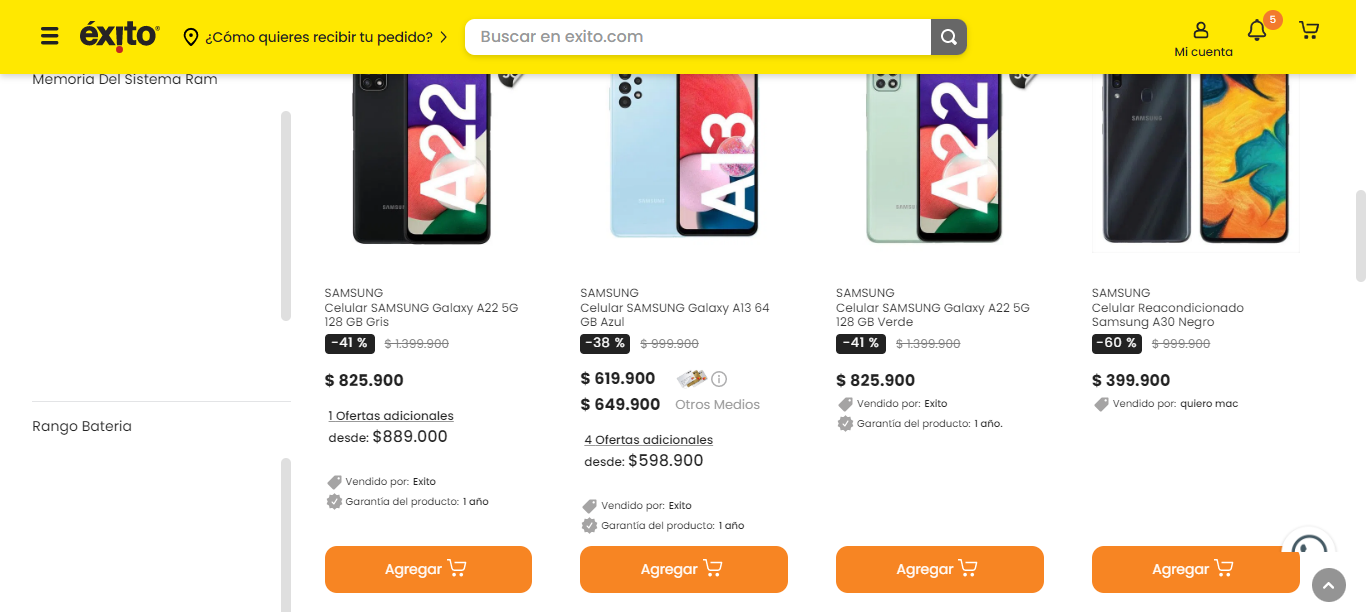 éxito
¿Cómo quieres recibir tu pedido?
Buscar en exito.com
Mi cuenta
5
Memoria Del Sistema Ram
Rango Bateria
A22
SAMSUNG
Celular SAMSUNG Galaxy A22 5G
128 GB Gris
-41 %
$ 1.399.900
$ 825.900
1 Ofertas adicionales
desde: $889.000
Vendido por: Exito
Garantía del producto: 1 año
Agregar
A13
SAMSUNG
Celular SAMSUNG Galaxy A13 64
GB Azul
-38 %
$ 999.900
$ 619.900
$ 649.900 Otros Medios
4 Ofertas adicionales
desde: $598.900
Vendido por: Exito
Garantía del producto: 1 año
Agregar
A22
SAMSUNG
Celular SAMSUNG Galaxy A22 5G
128 GB Verde
-41 %
$ 1.399.900
$ 825.900
Vendido por: Exito
Garantía del producto: 1 año.
Agregar
SAMSUNG
SAMSUNG
Celular Reacondicionado
Samsung A30 Negro
-60 %
$ 999.900
$ 399.900
Vendido por: quiero mac
Agregar